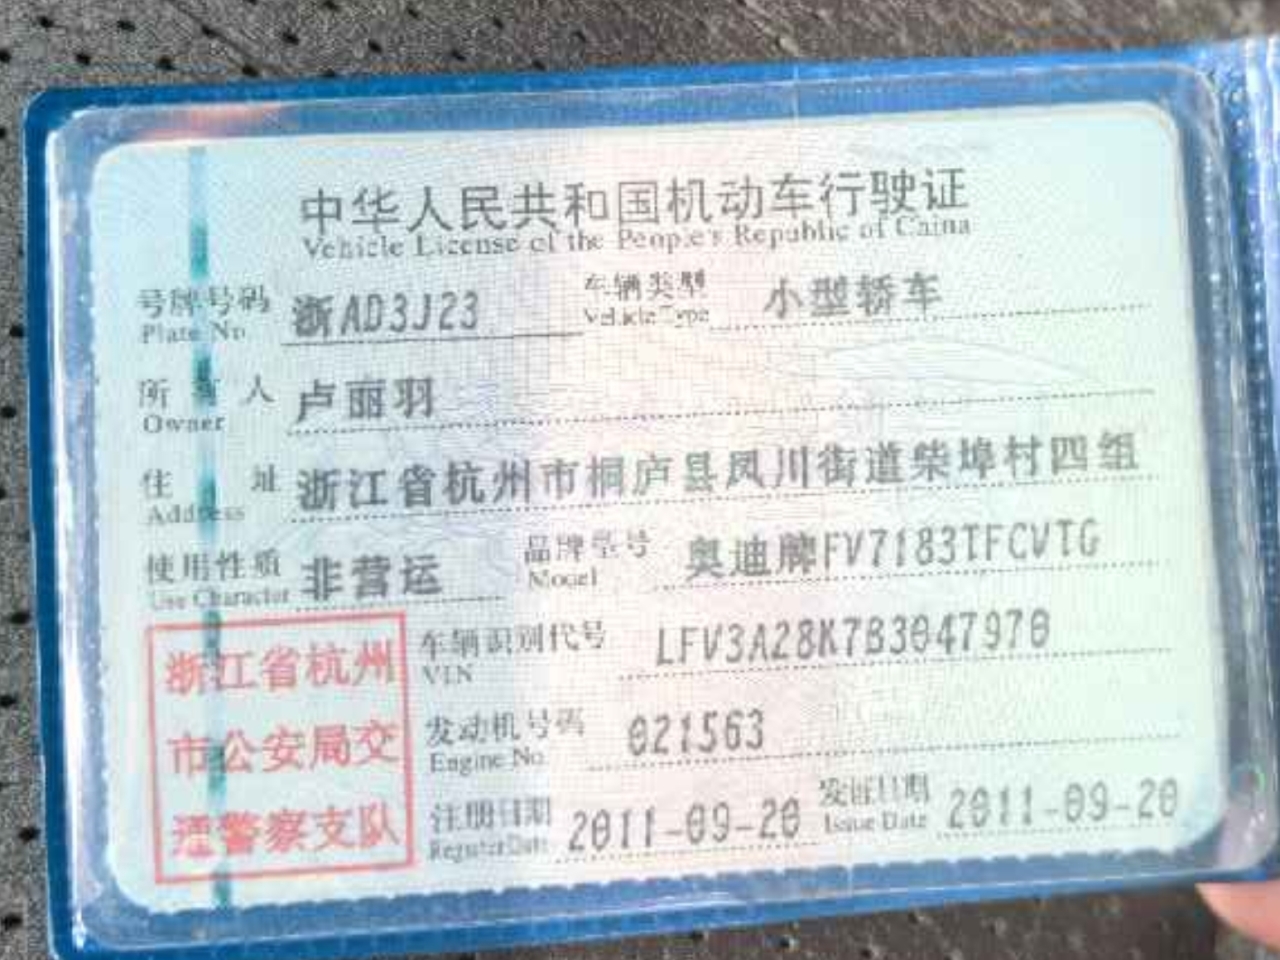 中华人民共和国机动车行驶证
Vehicle License of the People's Republic of China
号牌号码 浙AD3J23 车辆类型 小型轿车
Plate No. Vehicle Type
所有人 卢丽羽
Owner
住址 浙江省杭州市桐庐县凤川街道柴埠村四组
Address
使用性质 非营运 品牌型号 奥迪牌FV7183TFCVTG
Use Character Model
车辆识别代号 LFV3A28K7B3047970
VIN
发动机号码 021563
Engine No.
注册日期 2011-09-20 发证日期 2011-09-20
Register Date Issue Date
浙江省杭州
市公安局交
通警察支队